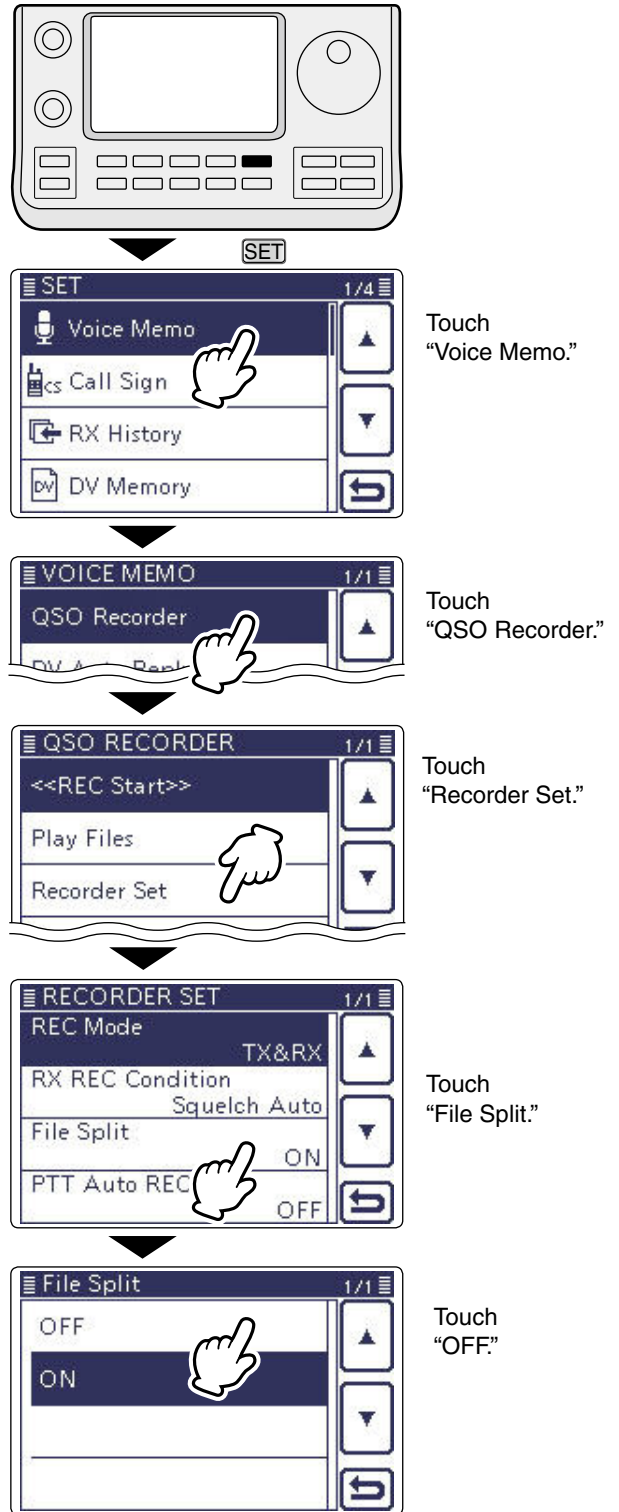 SET
SET 1/4
Voice Memo
Touch
“Voice Memo.”
CS Call Sign
RX History
DV DV Memory
VOICE MEMO 1/1
QSO Recorder
Touch
“QSO Recorder.”
QSO RECORDER 1/1
<<REC Start>>
Touch
“Recorder Set.”
Play Files
Recorder Set
RECORDER SET 1/1
REC Mode
TX&RX
RX REC Condition
Squelch Auto
Touch
“File Split.”
File Split
ON
PTT Auto REC
OFF
File Split 1/1
OFF
Touch
“OFF.”
ON